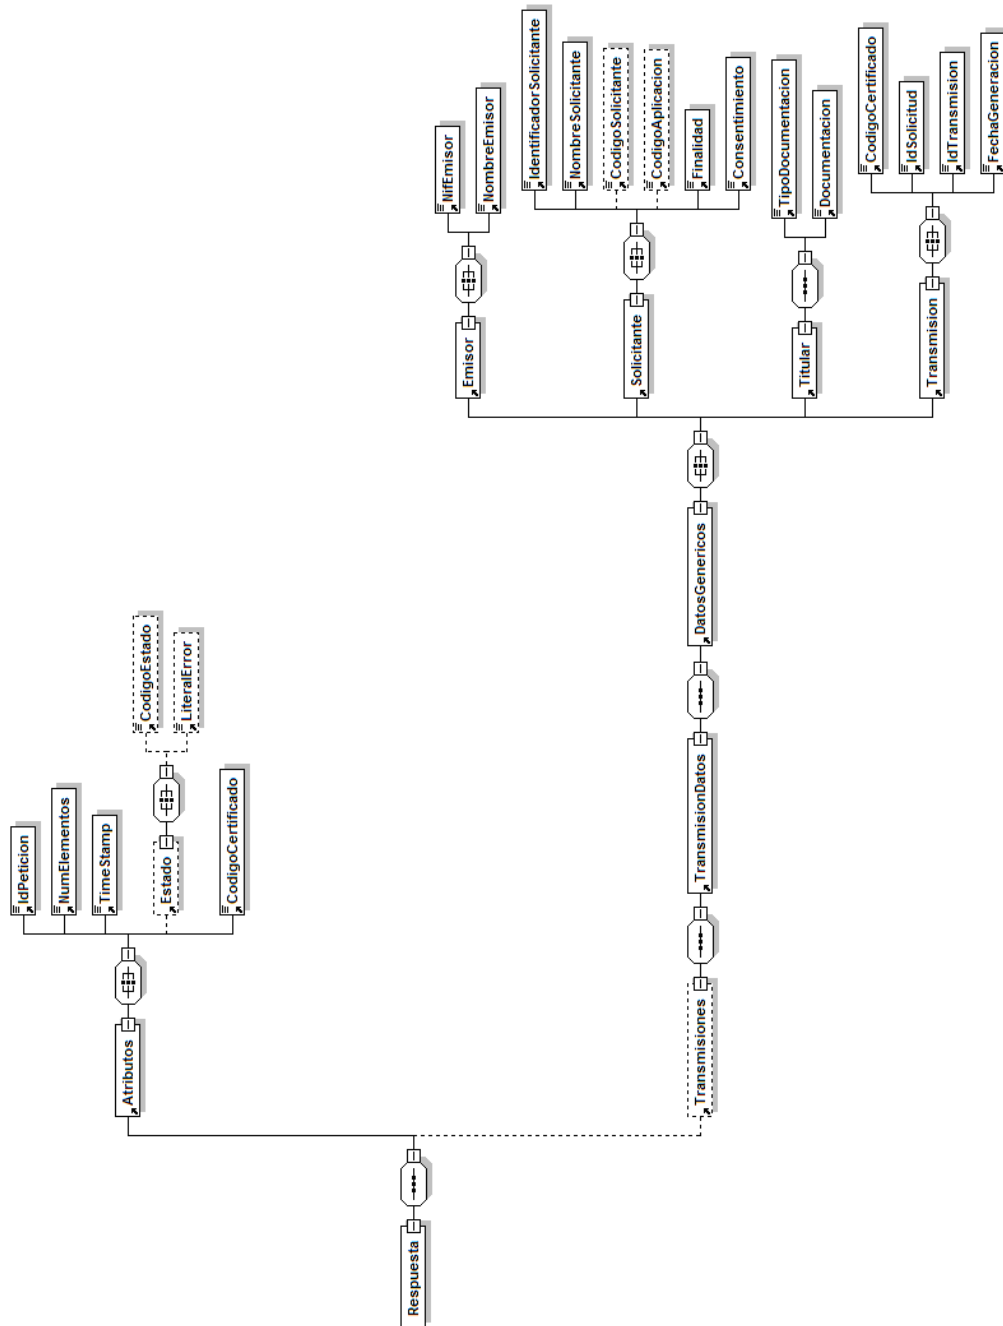 Respuesta
Atributos
IdPeticion
NumElementos
TimeStamp
Estado
CodigoEstado
LiteralError
CodigoCertificado
Transmisiones
TransmisionDatos
DatosGenericos
Emisor
NifEmisor
NombreEmisor
Solicitante
IdentificadorSolicitante
NombreSolicitante
CodigoSolicitante
CodigoAplicacion
Finalidad
Consentimiento
Titular
TipoDocumentacion
Documentacion
Transmision
CodigoCertificado
IdSolicitud
IdTransmision
FechaGeneracion